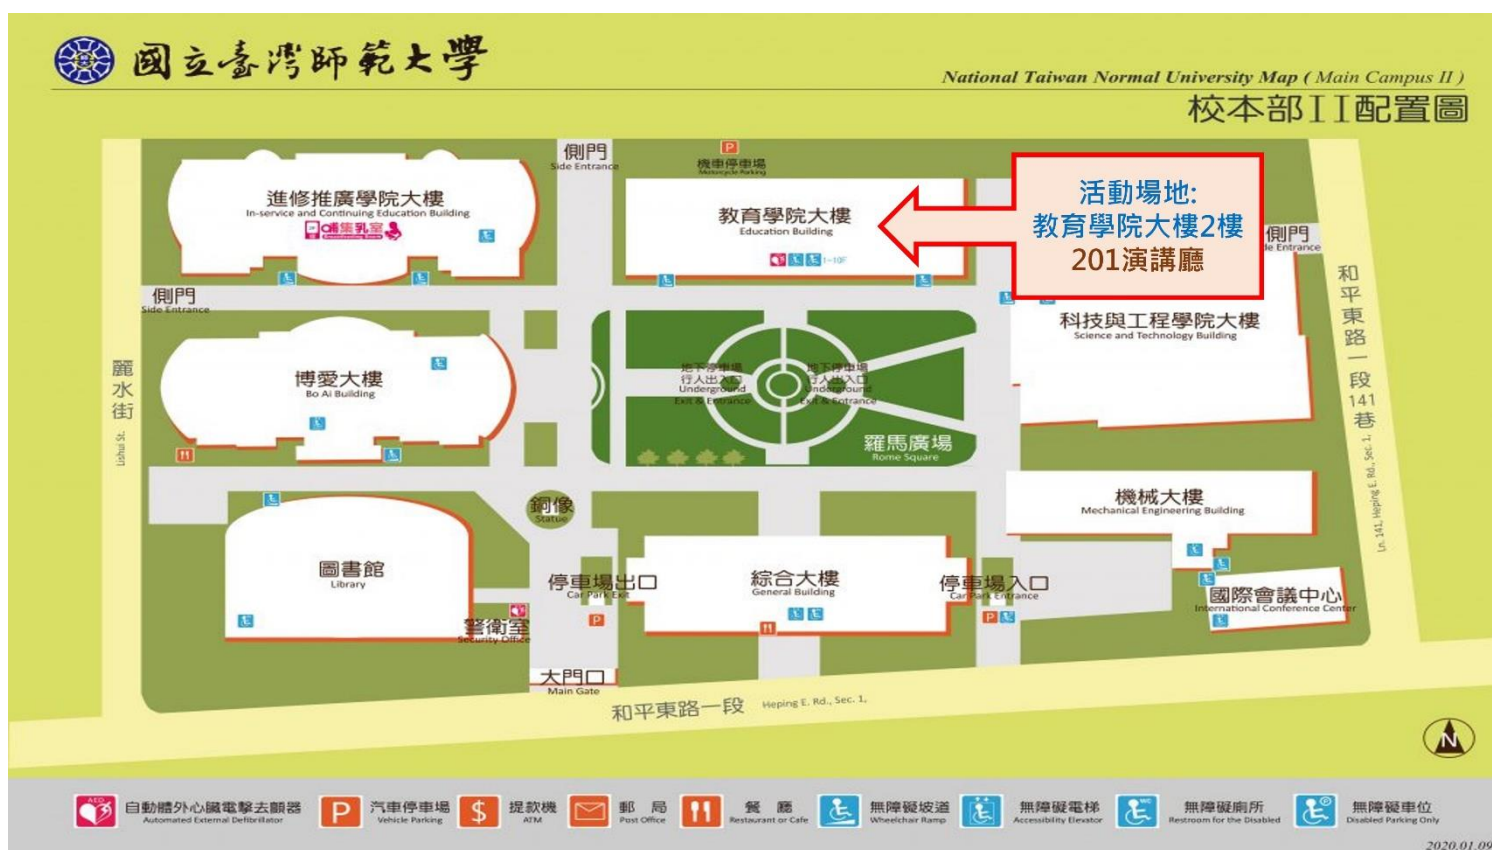 國立臺灣師範大學
National Taiwan Normal University Map ( Main Campus II )
校本部II配置圖
側門
Side Entrance
P
機車停車場
Motorcycle Parking
進修推廣學院大樓
In-service and Continuing Education Building
哺集乳室
教育學院大樓
Education Building
1~10F
活動場地:
教育學院大樓2樓
201演講廳
側門
de Entrance
側門
Side Entrance
和平東路一段141巷
Ln. 141, Heping E. Rd., Sec. 1,
科技與工程學院大樓
Science and Technology Building
麗水街
Lishui St.
博愛大樓
Bo Ai Building
地下停車場
行人出入口
Underground
Exit & Entrance
地下停車場
行人出入口
Underground
Exit & Entrance
羅馬廣場
Rome Square
銅像
Statue
機械大樓
Mechanical Engineering Building
圖書館
Library
停車場出口
Car Park Exit
P
綜合大樓
General Building
停車場入口
Car Park Entrance
P
國際會議中心
International Conference Center
警衛室
Security Office
大門口
Main Gate
和平東路一段 Heping E. Rd., Sec. 1,
N
AED
自動體外心臟電擊去顫器
Automated External Defibrillator
P
汽車停車場
Vehicle Parking
$
提款機
ATM
郵局
Post Office
餐廳
Restaurant or Cafe
無障礙坡道
Wheelchair Ramp
無障礙電梯
Accessibility Elevator
WC
無障礙廁所
Restroom for the Disabled
P
無障礙車位
Disabled Parking Only
2020.01.09